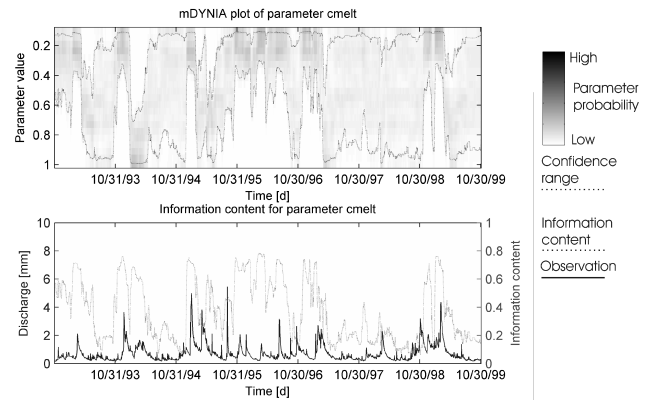 mDYNIA plot of parameter cmelt
Parameter value
0.2
0.4
0.6
0.8
1
10/31/93 10/31/94 10/31/95 10/30/96 10/30/97 10/30/98 10/30/99
Time [d]
High
Parameter
probability
Low
Confidence
range
Information content for parameter cmelt
Discharge [mm]
10
8
6
4
2
0
1
0.8
0.6
0.4
0.2
0
Information content
10/31/93 10/31/94 10/31/95 10/30/96 10/30/97 10/30/98 10/30/99
Time [d]
Information
content
Observation